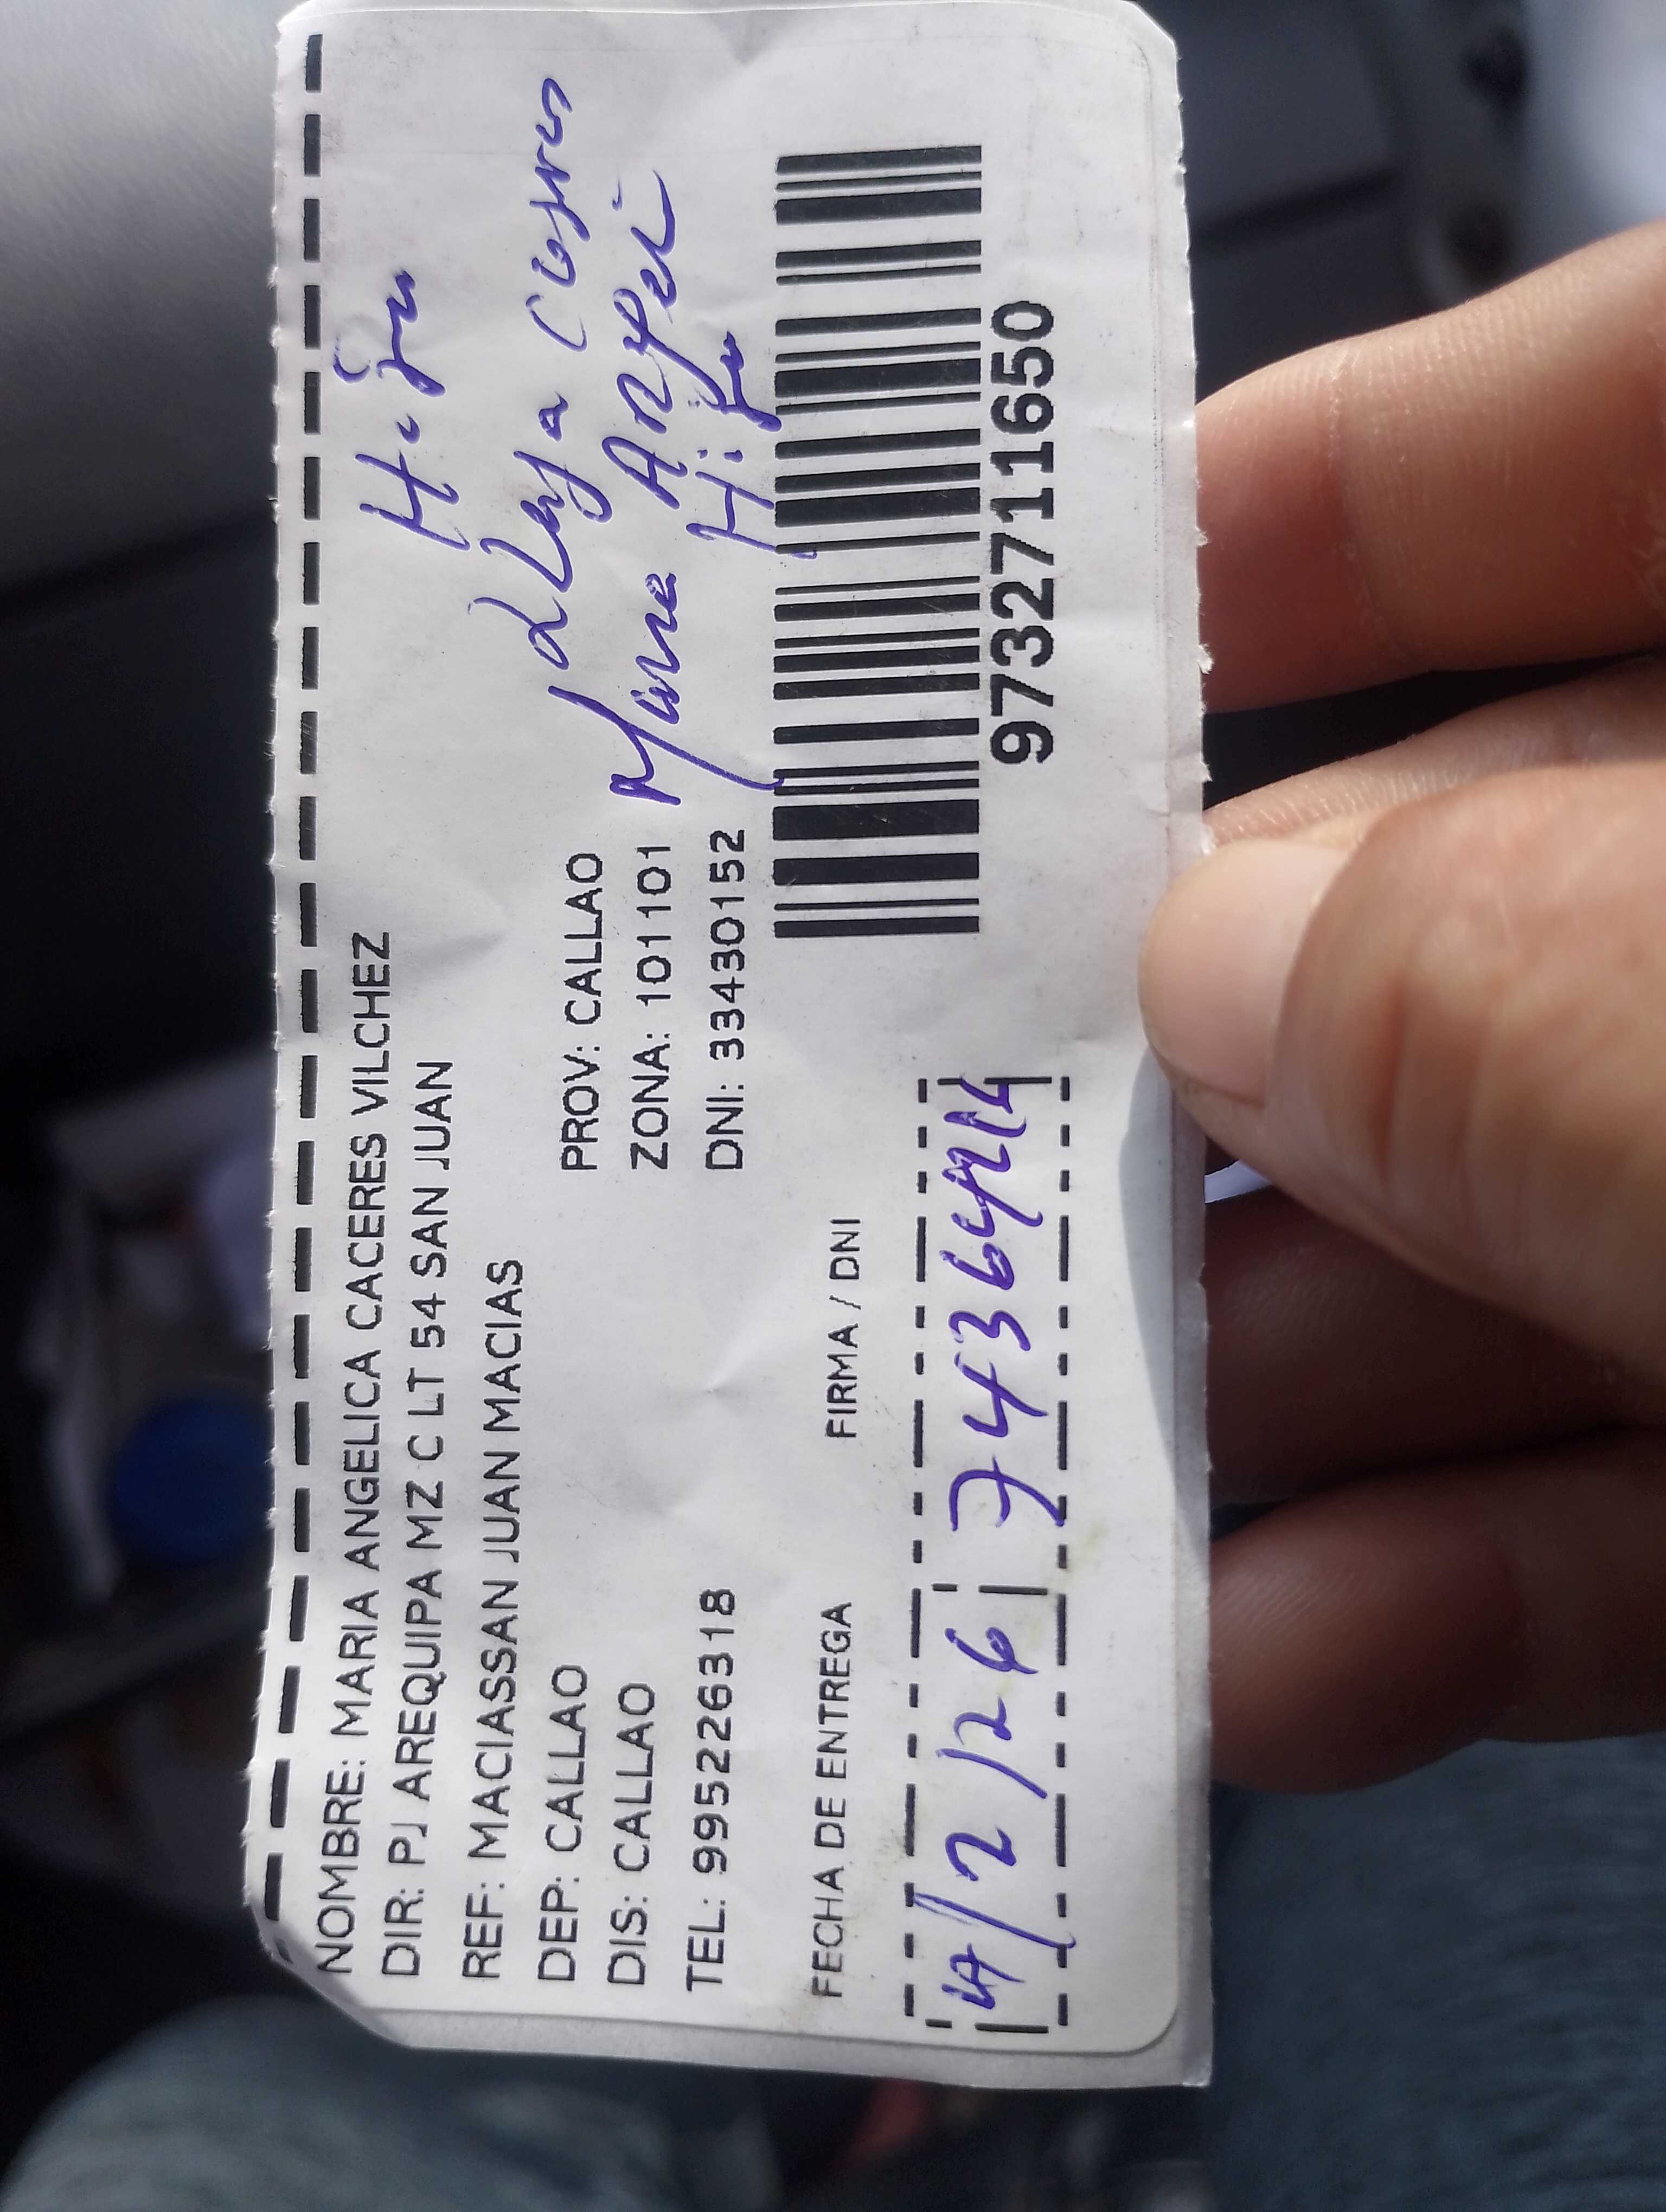 NOMBRE: MARIA ANGELICA CACERES VILCHEZ
DIR: PJ AREQUIPA MZ C LT 54 SAN JUAN
REF: MACIASSAN JUAN MACIAS
DEP: CALLAO PROV: CALLAO
DIS: CALLAO ZONA: 101101
TEL: 995226318 DNI: 33430152
Hija
Maria
Hija
9732711650
FECHA DE ENTREGA FIRMA / DNI
/2/26